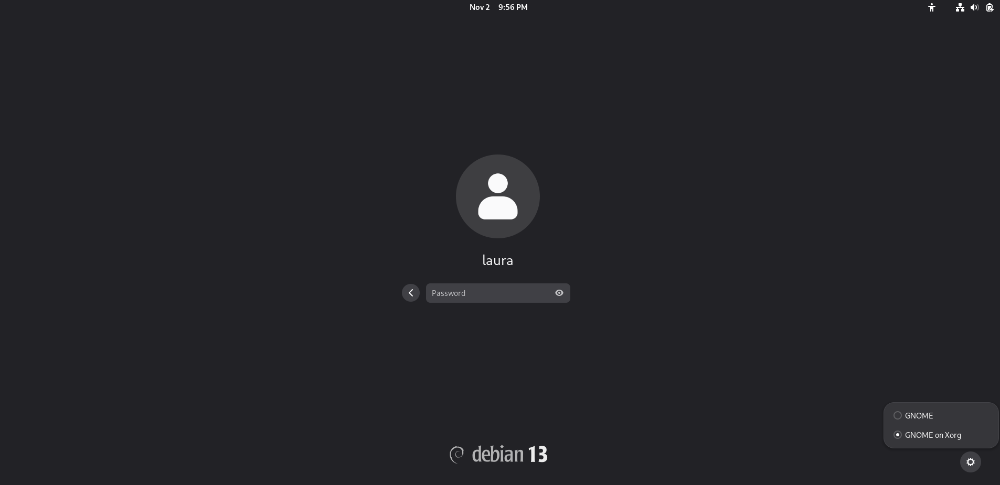 Nov 2 9:56 PM
laura
Password
GNOME
GNOME on Xorg
debian 13